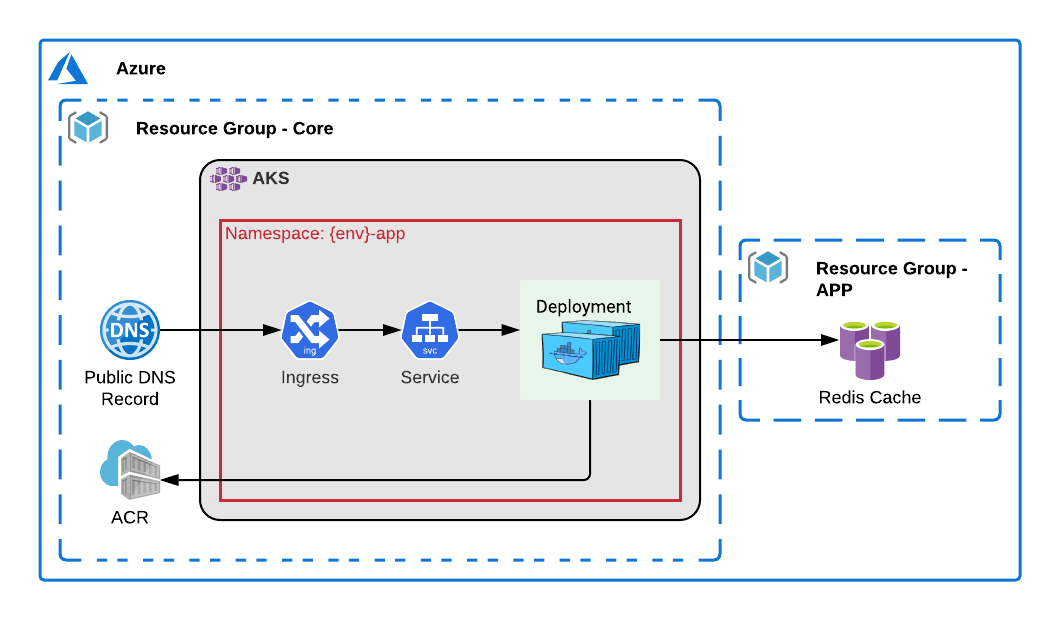 Azure
Resource Group - Core
AKS
Namespace: {env}-app
Resource Group -
APP
Deployment
DNS
ing
svc
Public DNS
Record
Ingress
Service
Redis Cache
ACR